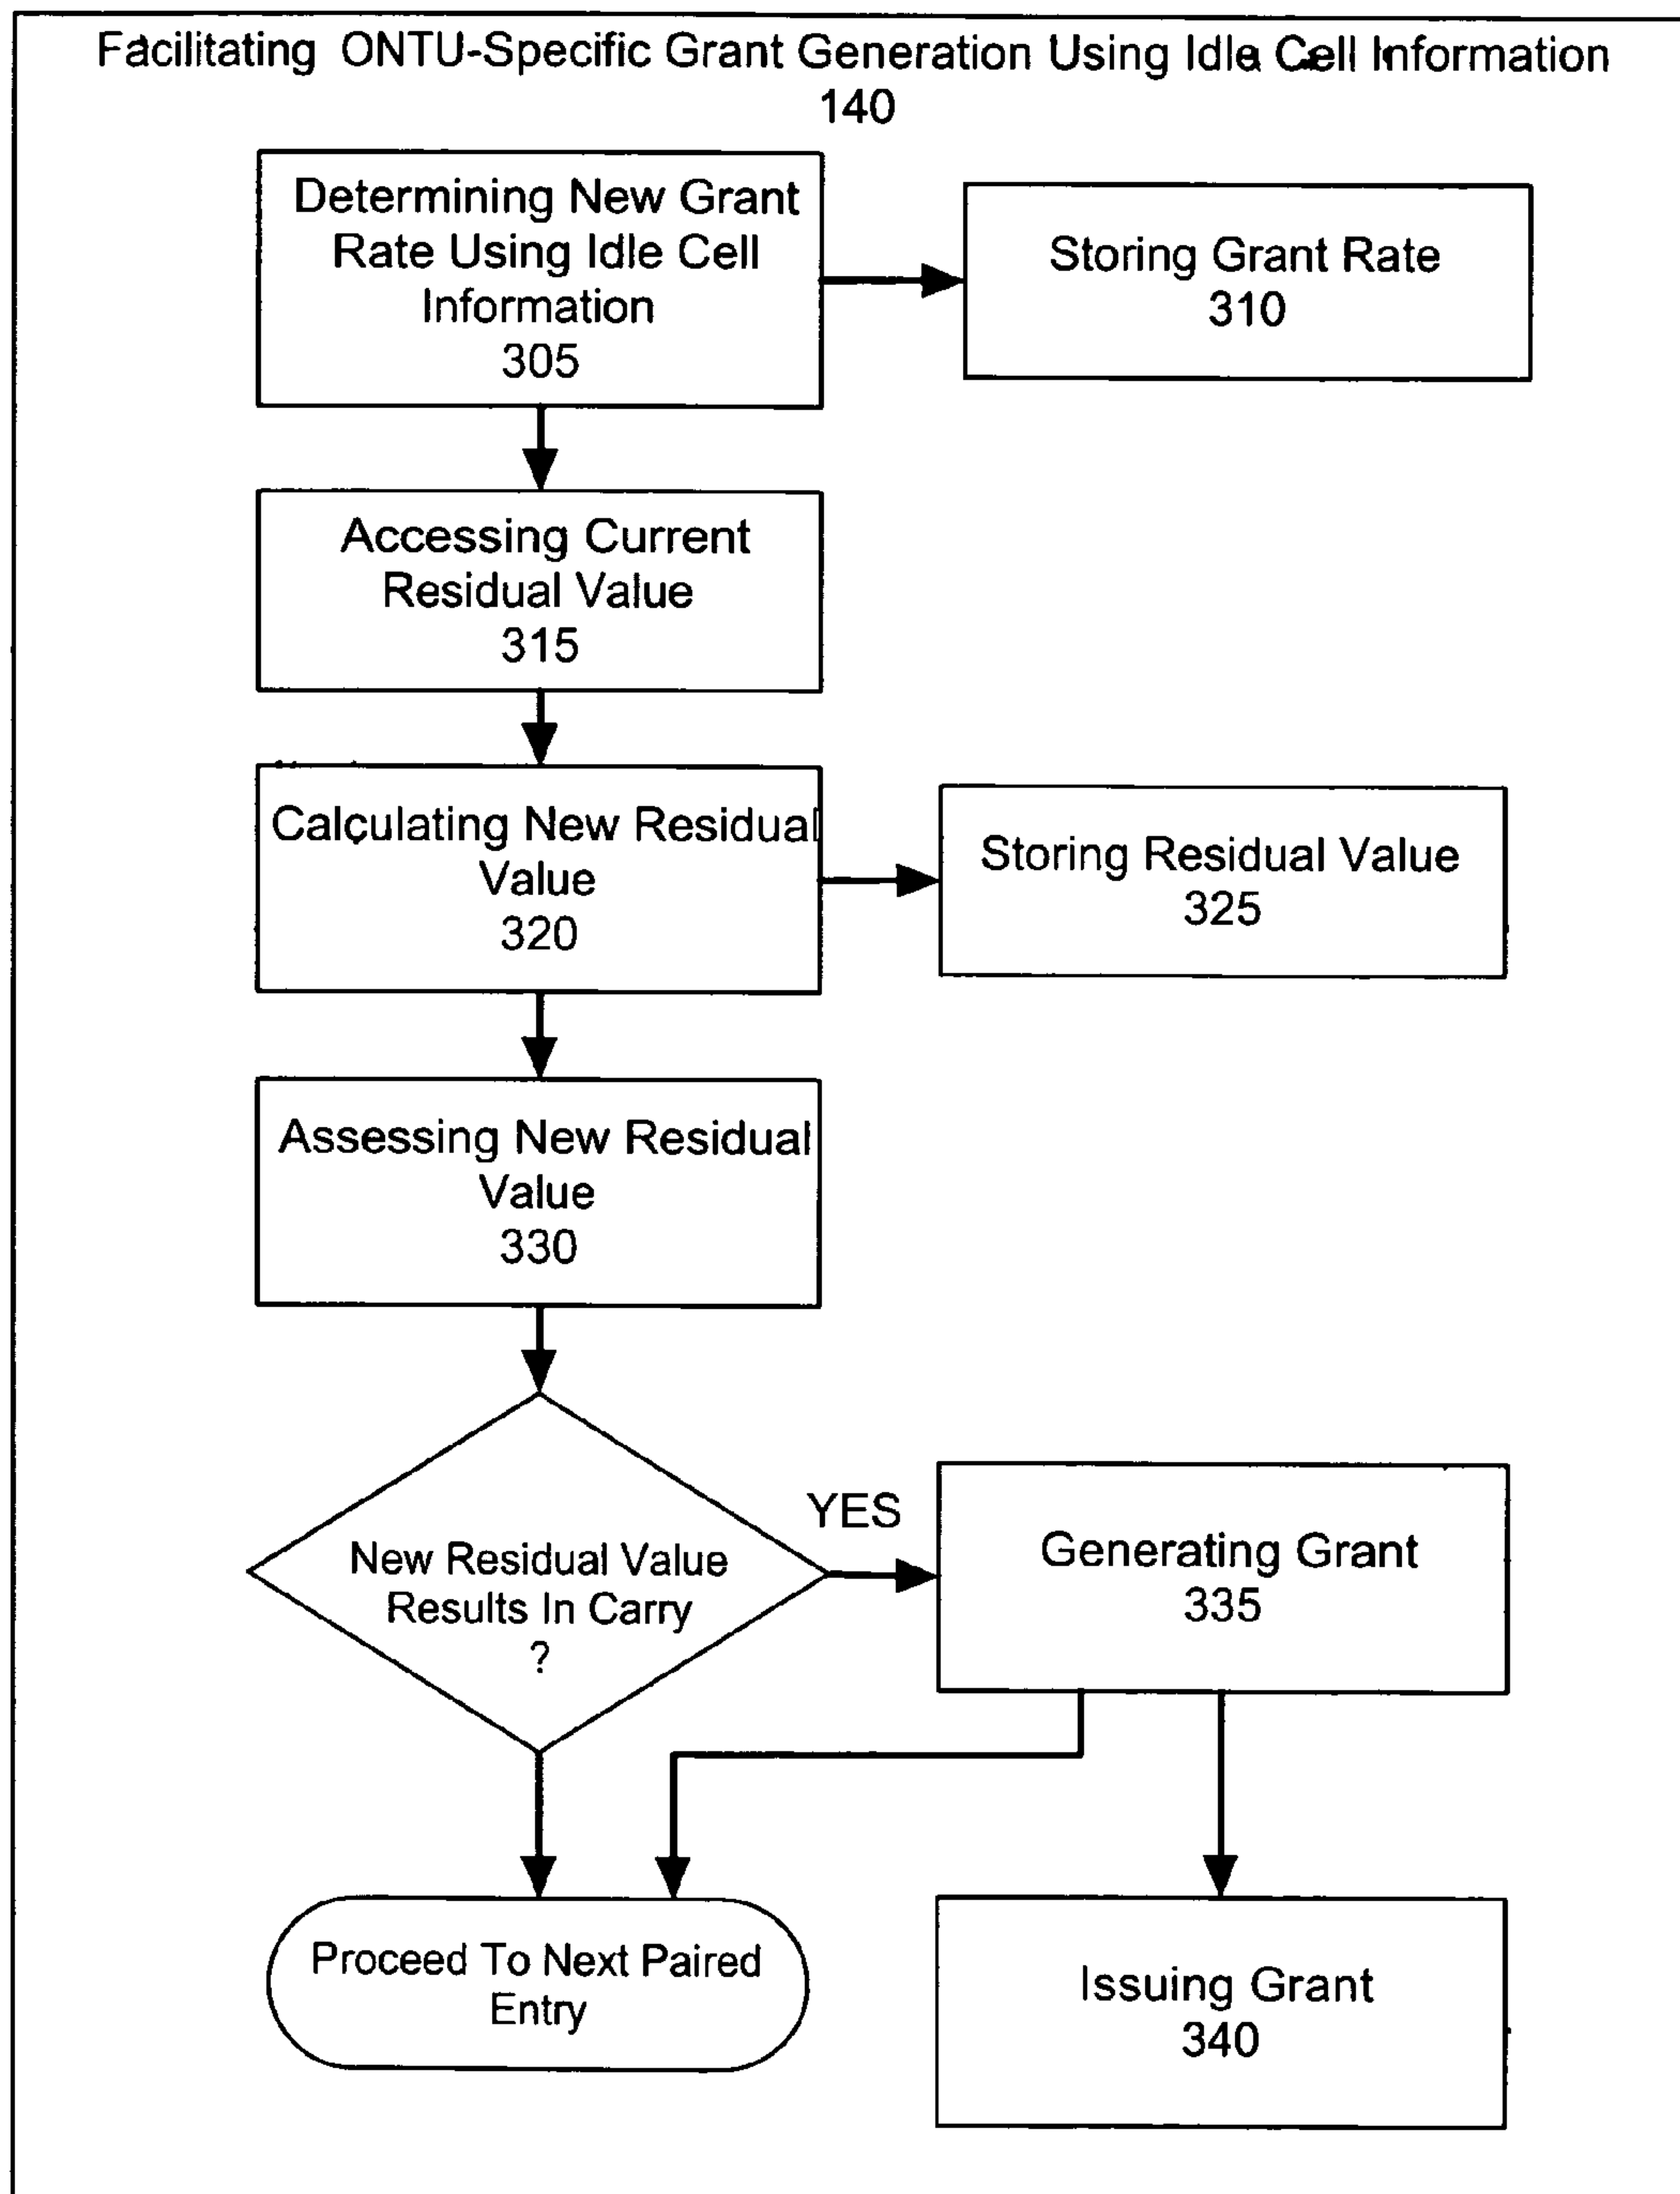 Facilitating ONTU-Specific Grant Generation Using Idle Cell Information
140
Determining New Grant
Rate Using Idle Cell
Information
305
Storing Grant Rate
310
Accessing Current
Residual Value
315
Calculating New Residual
Value
320
Storing Residual Value
325
Assessing New Residual
Value
330
New Residual Value
Results In Carry
?
YES
Generating Grant
335
Proceed To Next Paired
Entry
Issuing Grant
340